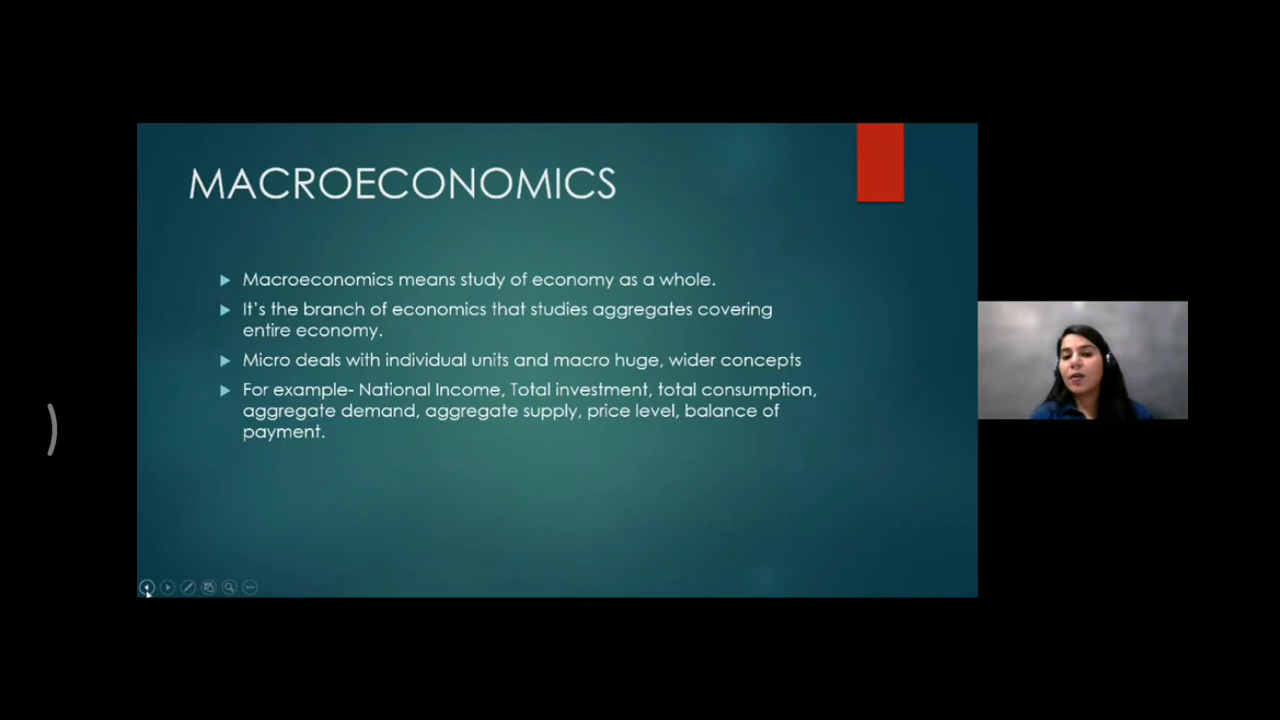 MACROECONOMICS
Macroeconomics means study of economy as a whole.
It's the branch of economics that studies aggregates covering
entire economy.
Micro deals with individual units and macro huge, wider concepts
For example- National Income, Total investment, total consumption,
aggregate demand, aggregate supply, price level, balance of
payment.